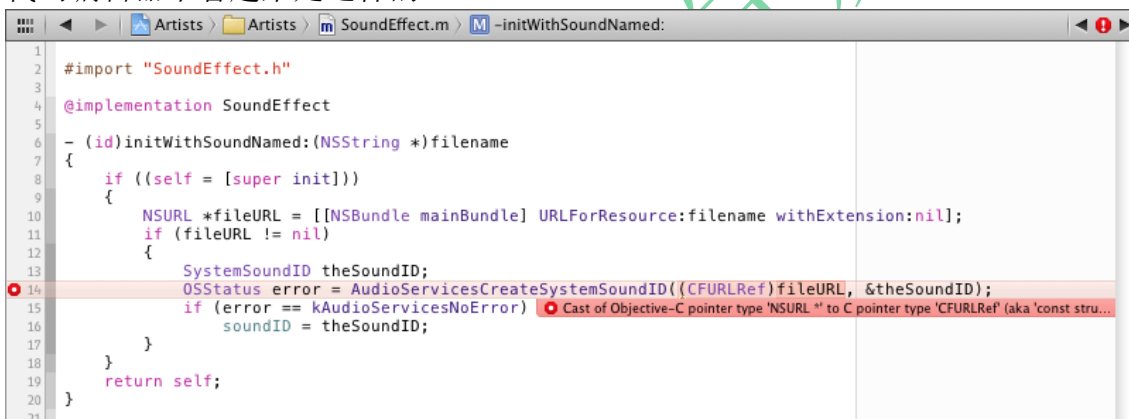 Artists 〉 Artists 〉 m SoundEffect.m 〉 M -initWithSoundNamed:
1
2 #import "SoundEffect.h"
3
4 @implementation SoundEffect
5
6 - (id)initWithSoundNamed:(NSString *)filename
7 {
8 if ((self = [super init]))
9 {
10 NSURL *fileURL = [[NSBundle mainBundle] URLForResource:filename withExtension:nil];
11 if (fileURL != nil)
12 {
13 SystemSoundID theSoundID;
14 OSStatus error = AudioServicesCreateSystemSoundID((CFURLRef)fileURL, &theSoundID);
15 if (error == kAudioServicesNoError) Cast of Objective-C pointer type 'NSURL *' to C pointer type 'CFURLRef' (aka 'const stru...
16 soundID = theSoundID;
17 }
18 }
19 return self;
20 }
21